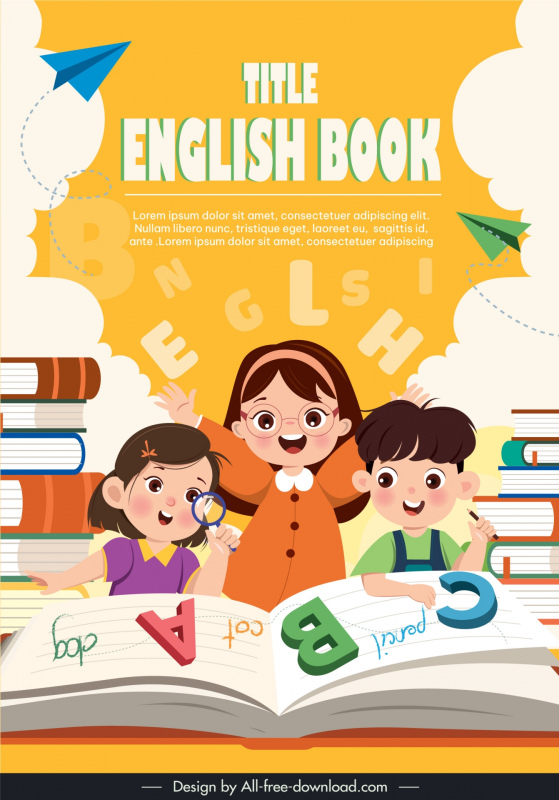 TITLE
ENGLISH BOOK
Lorem ipsum dolor sit amet, consectetuer adipiscing elit.
Nullam libero nunc, tristique eget, laoreet eu, sagittis id,
ante .Lorem ipsum dolor sit amet, consectetuer adipiscing
B
N G L S I
E H
dog A cat B pencil C
Design by All-free-download.com